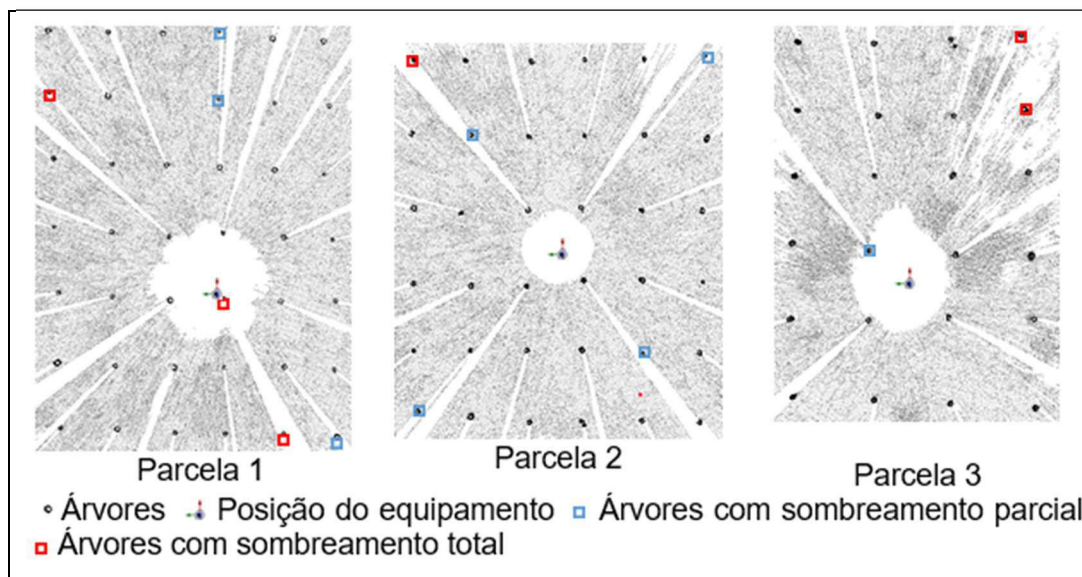 Parcela 1
Parcela 2
Parcela 3
Árvores Posição do equipamento Árvores com sombreamento parcial
Árvores com sombreamento total